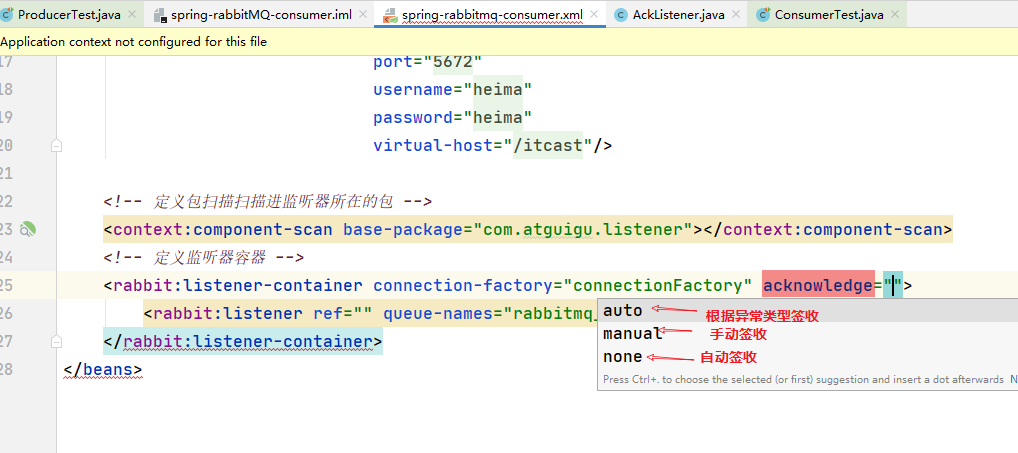 ProducerTest.java
spring-rabbitMQ-consumer.iml
spring-rabbitmq-consumer.xml
AckListener.java
ConsumerTest.java
Application context not configured for this file
17 port="5672"
18 username="heima"
19 password="heima"
20 virtual-host="/itcast"/>
21
22 <!-- 定义包扫描扫描进监听器所在的包 -->
23 <context:component-scan base-package="com.atguigu.listener"></context:component-scan>
24 <!-- 定义监听器容器 -->
25 <rabbit:listener-container connection-factory="connectionFactory" acknowledge="">
26 <rabbit:listener ref="" queue-names="rabbitmq_
27 </rabbit:listener-container>
28 </beans>
auto 根据异常类型签收
manual 手动签收
none 自动签收
Press Ctrl+. to choose the selected (or first) suggestion and insert a dot afterwards N